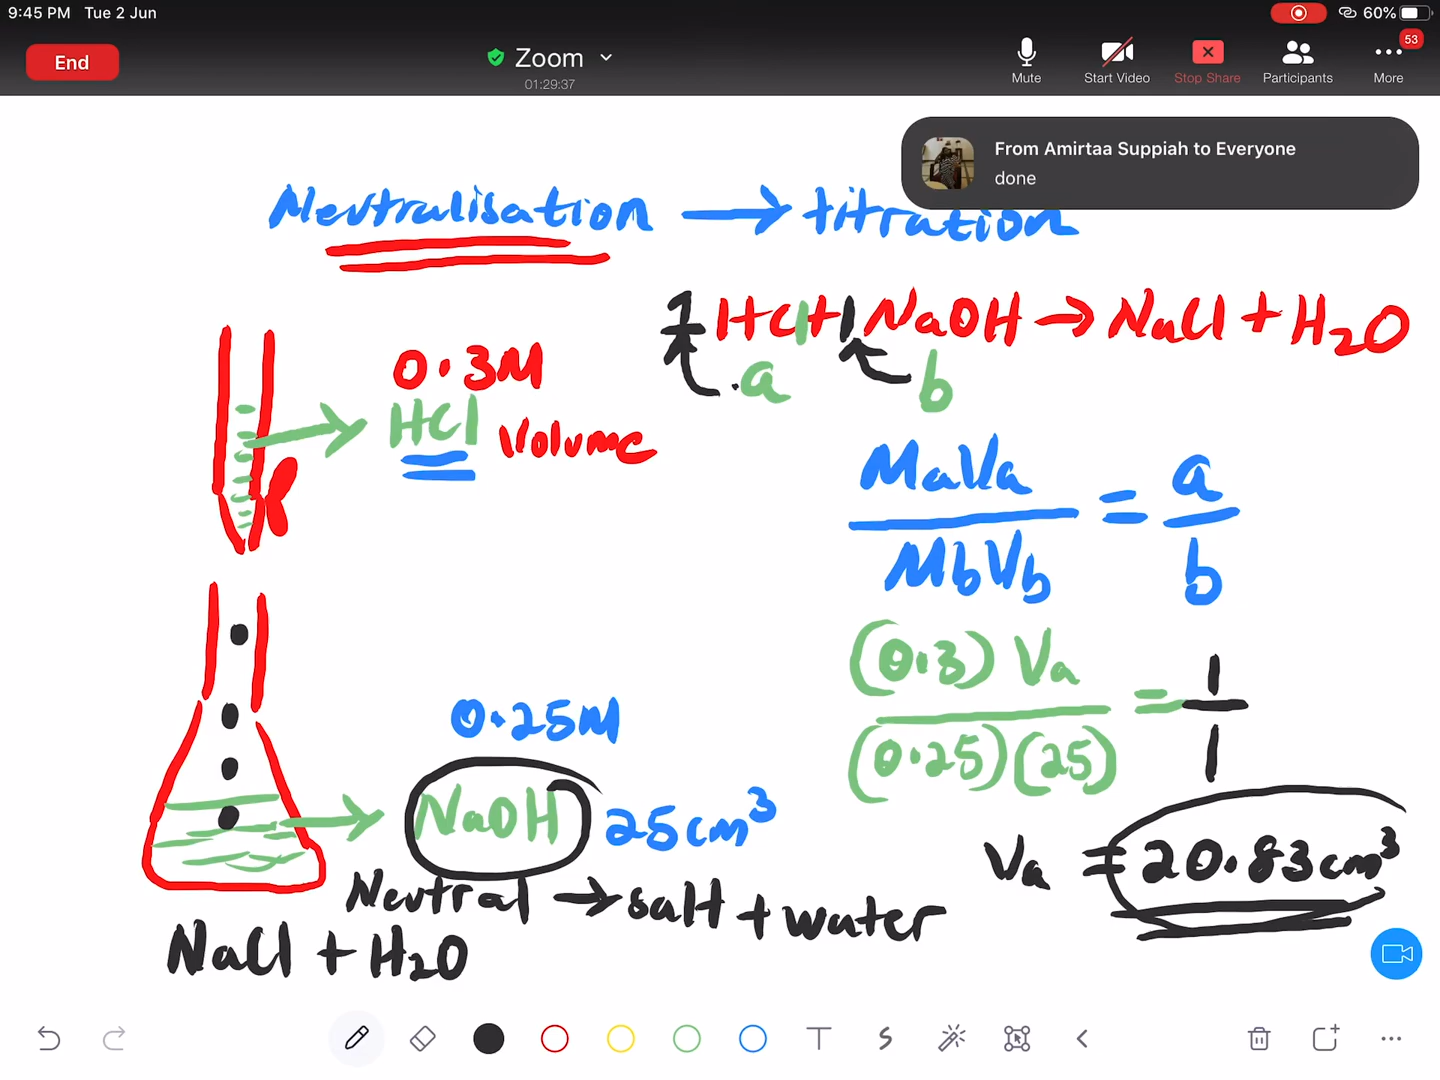 9:45 PM Tue 2 Jun
60%
End
Zoom
01:29:37
Mute
Start Video
Stop Share
Participants
53
More
From Amirtaa Suppiah to Everyone
done
Neutralisation → titration
1 HCl + 1 NaOH → NaCl + H2O
a b
0.3M
HCl Volume
MaVa / MbVb = a / b
(0.3) Va / (0.25)(25) = 1 / 1
0.25M
NaOH 25cm³
Va = 20.83cm³
Neutral → salt + water
NaCl + H2O
T